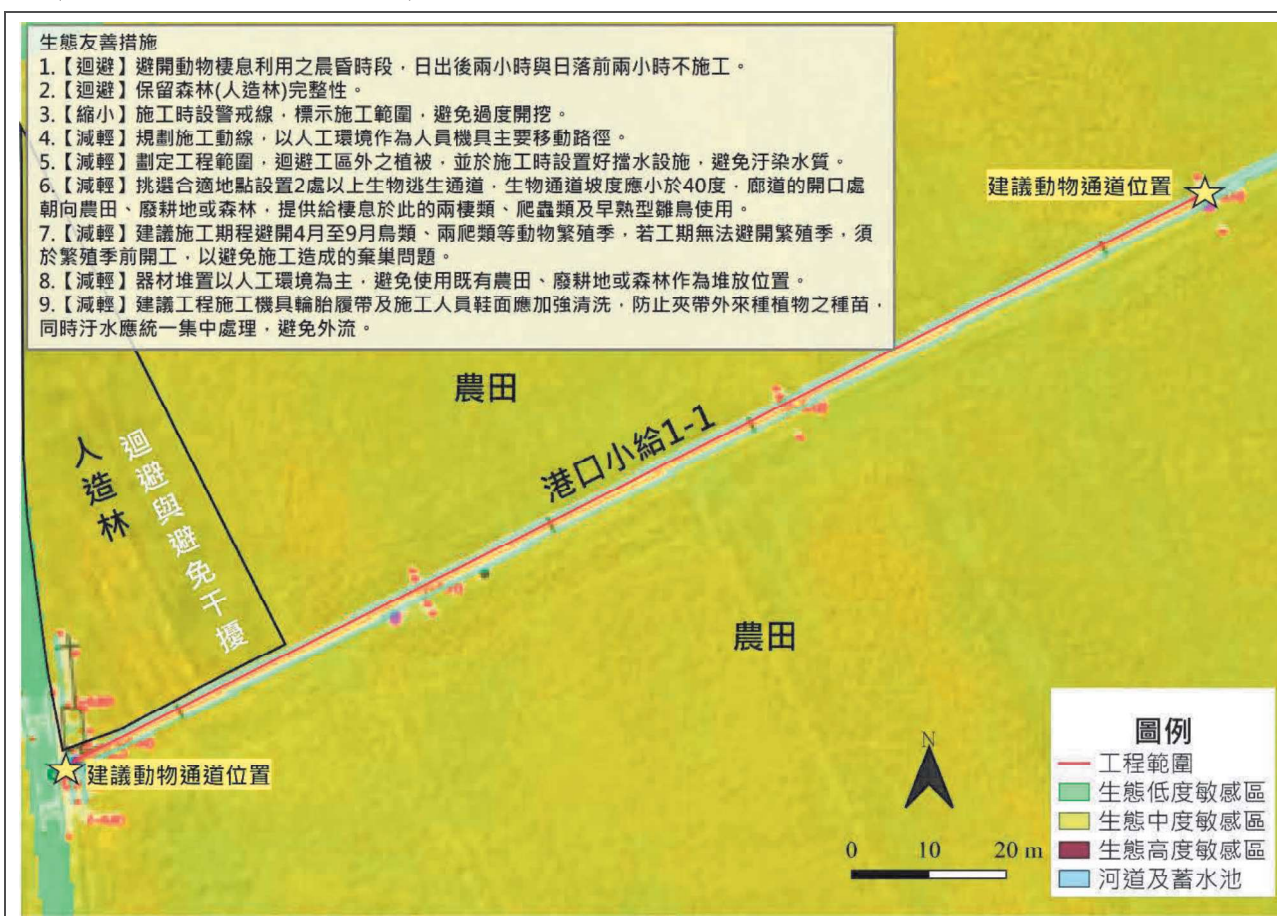 生態友善措施
1.【迴避】避開動物棲息利用之晨昏時段，日出後兩小時與日落前兩小時不施工。
2.【迴避】保留森林(人造林)完整性。
3.【縮小】施工時設警戒線，標示施工範圍，避免過度開挖。
4.【減輕】規劃施工動線，以人工環境作為人員機具主要移動路徑。
5.【減輕】劃定工程範圍，迴避工區外之植被，並於施工時設置好擋水設施，避免汙染水質。
6.【減輕】挑選合適地點設置2處以上生物逃生通道，生物通道坡度應小於40度，廊道的開口處
朝向農田、廢耕地或森林，提供給棲息於此的兩棲類、爬蟲類及早熟型雛鳥使用。
7.【減輕】建議施工期程避開4月至9月鳥類、兩爬類等動物繁殖季，若工期無法避開繁殖季，須
於繁殖季前開工，以避免施工造成的棄巢問題。
8.【減輕】器材堆置以人工環境為主，避免使用既有農田、廢耕地或森林作為堆放位置。
9.【減輕】建議工程施工機具輪胎履帶及施工人員鞋面應加強清洗，防止夾帶外來種植物之種苗，
同時汙水應統一集中處理，避免外流。
建議動物通道位置
農田
港口小給1-1
人造林
迴避與避免干擾
農田
建議動物通道位置
N
0 10 20 m
圖例
工程範圍
生態低度敏感區
生態中度敏感區
生態高度敏感區
河道及蓄水池